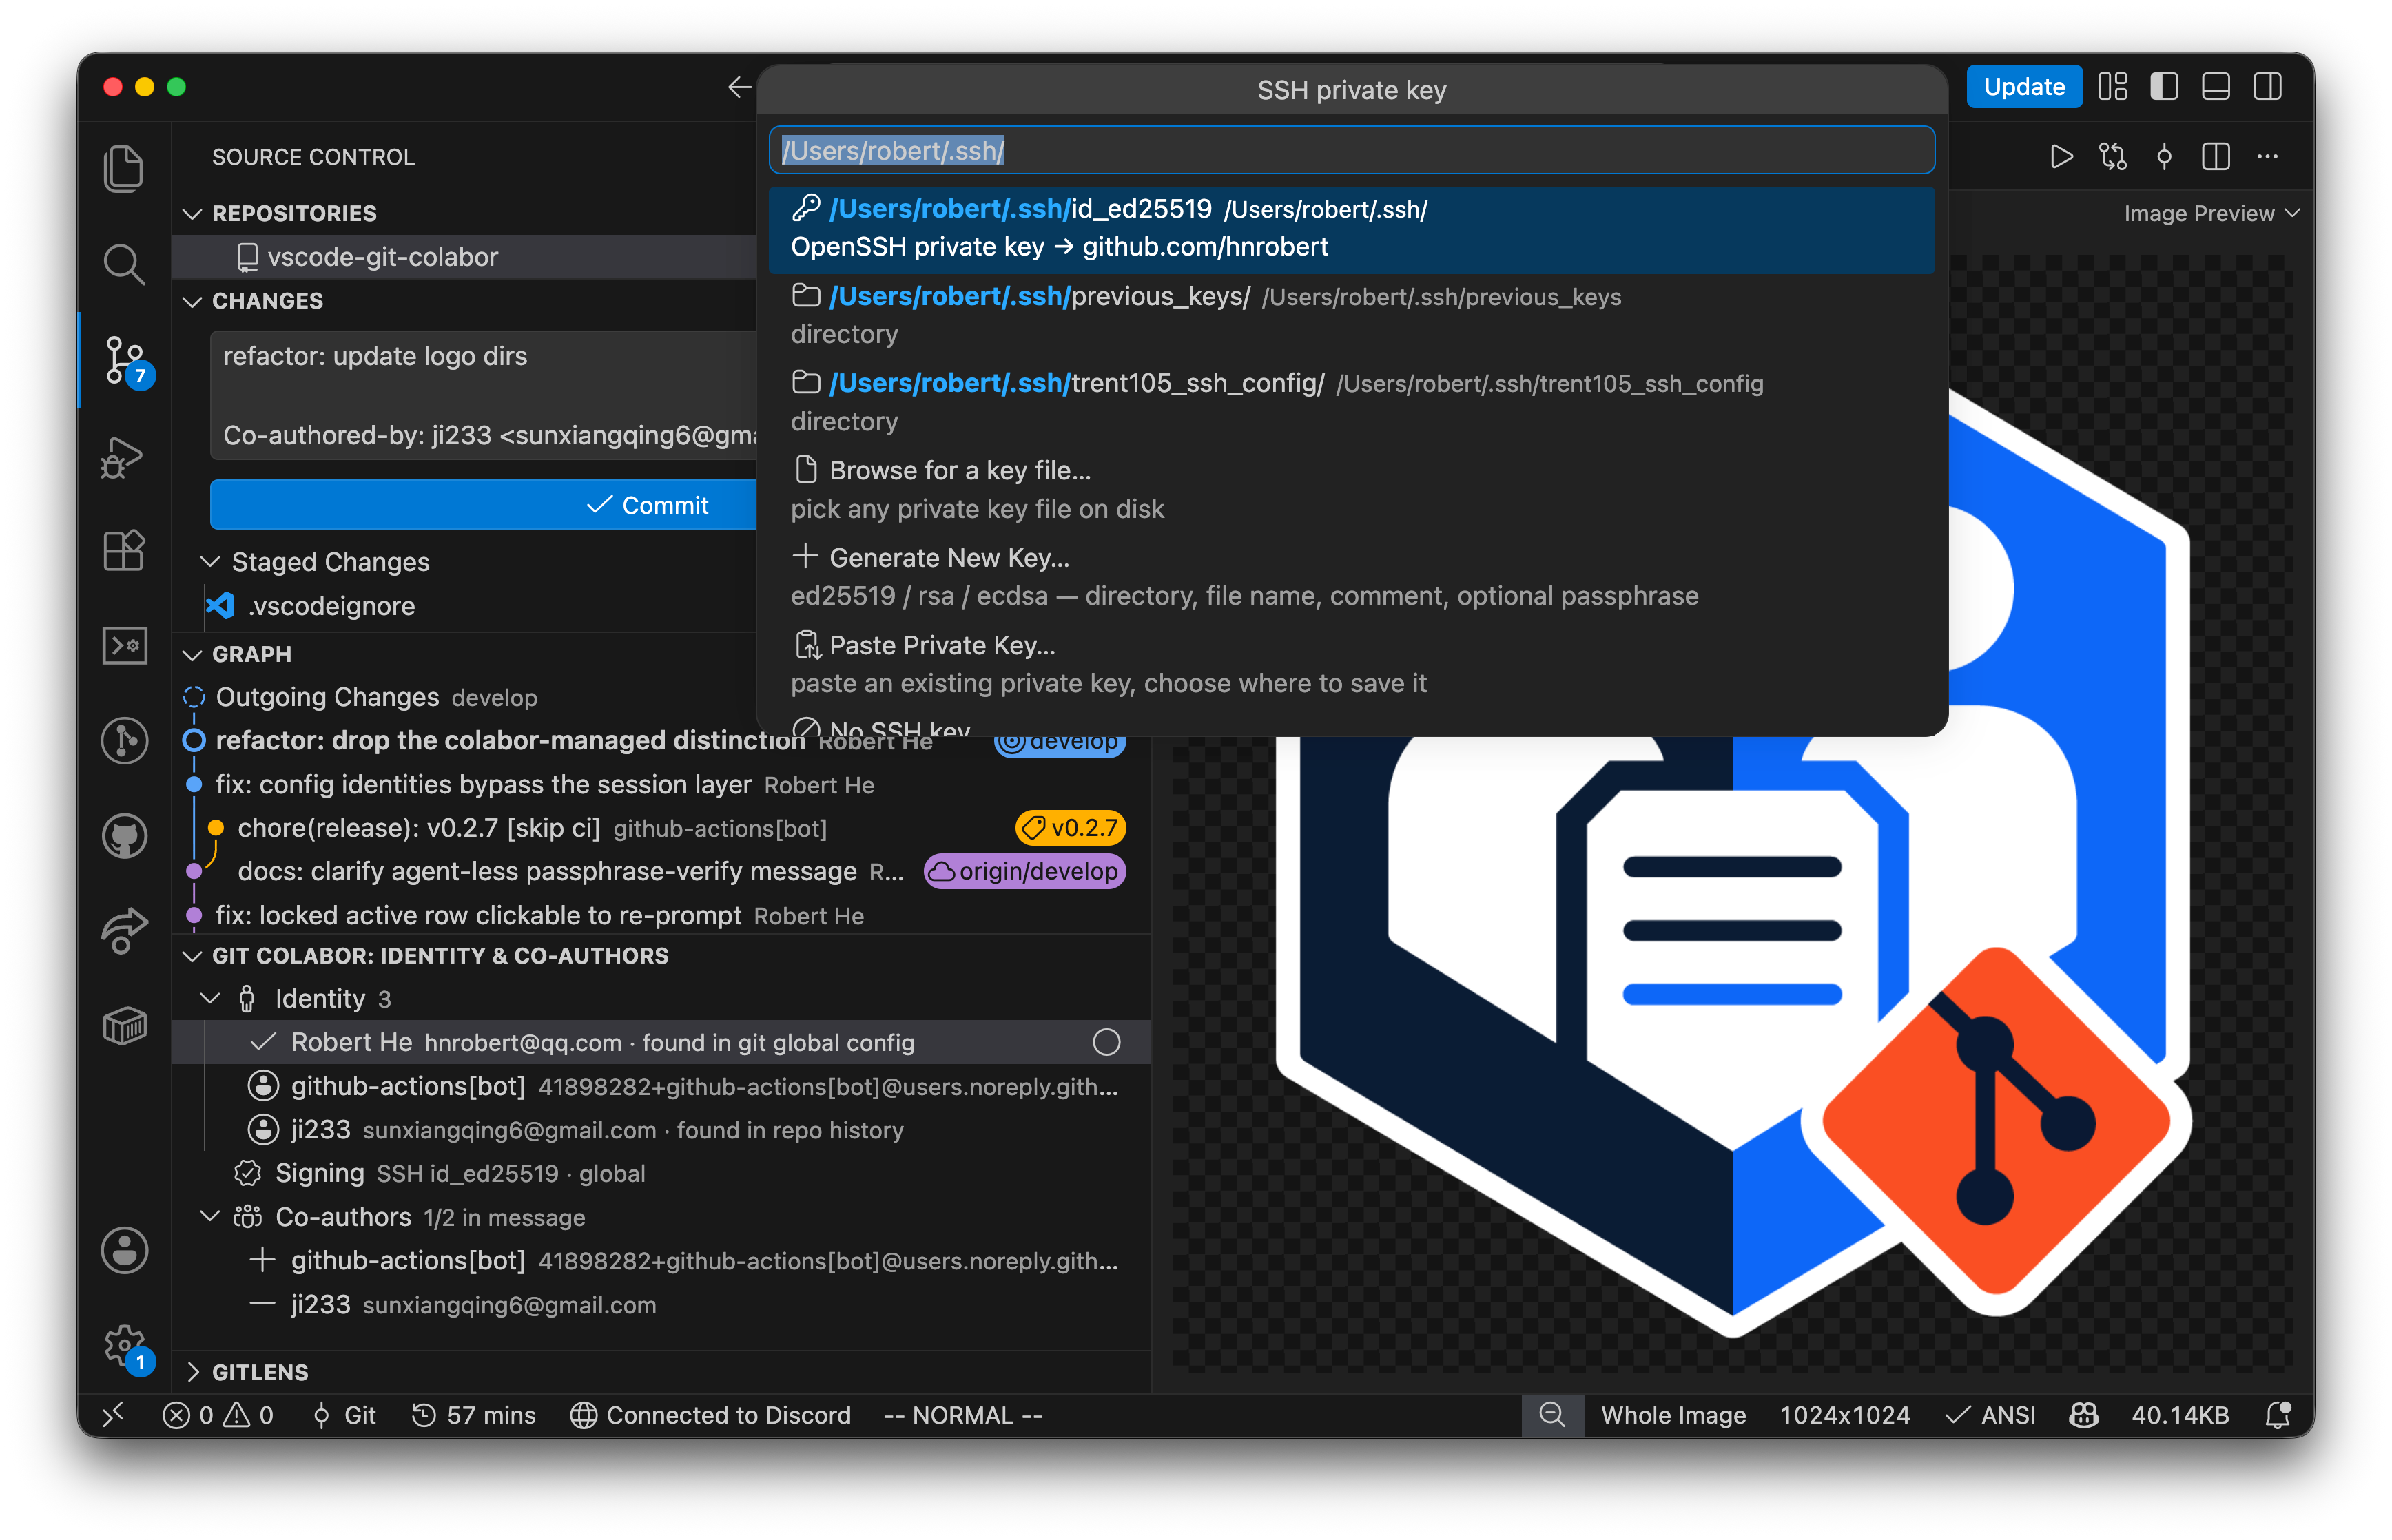 SSH private key
Update
/Users/robert/.ssh/
/Users/robert/.ssh/id_ed25519 /Users/robert/.ssh/
OpenSSH private key → github.com/hnrobert
/Users/robert/.ssh/previous_keys/ /Users/robert/.ssh/previous_keys
directory
/Users/robert/.ssh/trent105_ssh_config/ /Users/robert/.ssh/trent105_ssh_config
directory
Browse for a key file...
pick any private key file on disk
Generate New Key...
ed25519 / rsa / ecdsa — directory, file name, comment, optional passphrase
Paste Private Key...
paste an existing private key, choose where to save it
No SSH key
Image Preview
SOURCE CONTROL
REPOSITORIES
vscode-git-colabor
CHANGES
refactor: update logo dirs
Co-authored-by: ji233 <sunxiangqing6@gma
7
Commit
Staged Changes
.vscodeignore
GRAPH
Outgoing Changes develop
refactor: drop the colabor-managed distinction Robert He develop
fix: config identities bypass the session layer Robert He
chore(release): v0.2.7 [skip ci] github-actions[bot] v0.2.7
docs: clarify agent-less passphrase-verify message R... origin/develop
fix: locked active row clickable to re-prompt Robert He
GIT COLABOR: IDENTITY & CO-AUTHORS
Identity 3
Robert He hnrobert@qq.com · found in git global config
github-actions[bot] 41898282+github-actions[bot]@users.noreply.gith...
ji233 sunxiangqing6@gmail.com · found in repo history
Signing SSH id_ed25519 · global
Co-authors 1/2 in message
github-actions[bot] 41898282+github-actions[bot]@users.noreply.gith...
ji233 sunxiangqing6@gmail.com
1
GITLENS
0 0 Git 57 mins Connected to Discord -- NORMAL -- Whole Image 1024x1024 ANSI 40.14KB